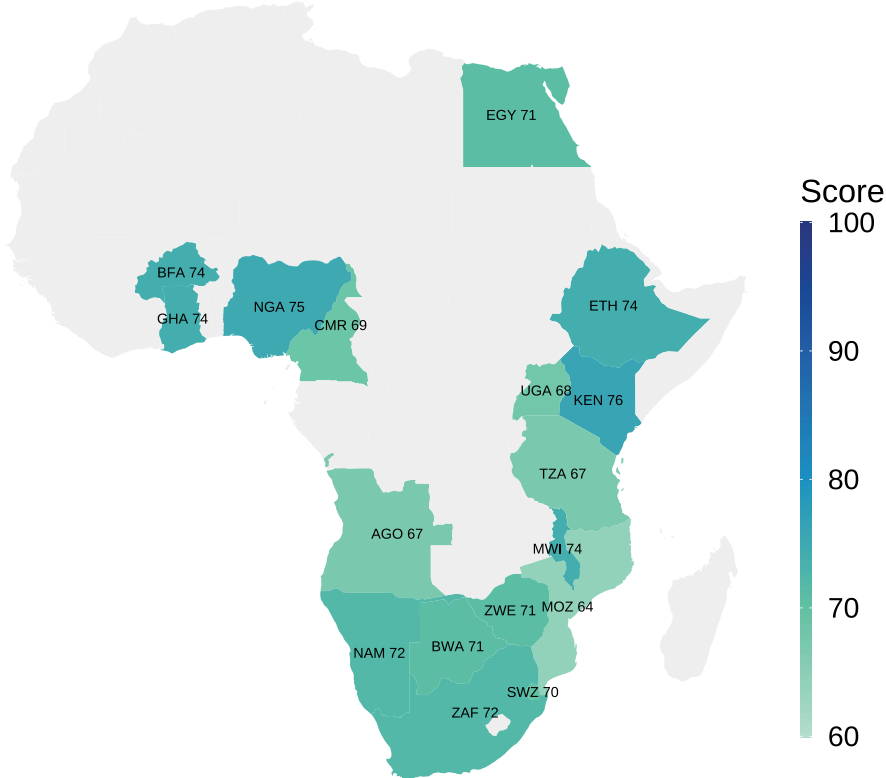 EGY 71
Score
100
90
80
70
60
BFA 74
GHA 74
NGA 75
CMR 69
ETH 74
UGA 68
KEN 76
TZA 67
AGO 67
MWI 74
ZWE 71
MOZ 64
NAM 72
BWA 71
SWZ 70
ZAF 72